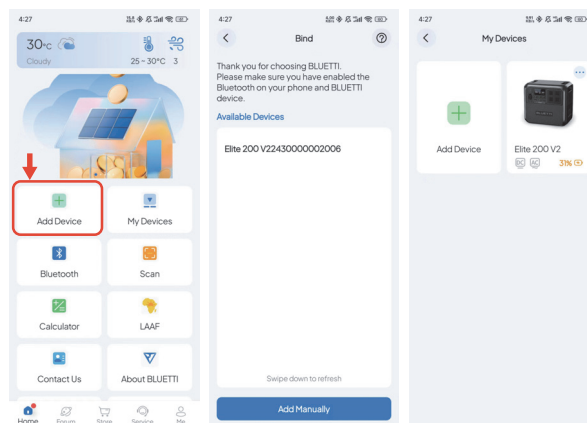 4:27
30°C
Cloudy
25~30°C 3
Add Device
My Devices
Bluetooth
Scan
Calculator
LAAF
Contact Us
About BLUETTI
Home
Forum
Store
Service
Me
4:27
Bind
Thank you for choosing BLUETTI.
Please make sure you have enabled the
Bluetooth on your phone and BLUETTI
device.
Available Devices
Elite 200 V22430000002006
Swipe down to refresh
Add Manually
4:27
My Devices
Add Device
Elite 200 V2
DC AC 31%